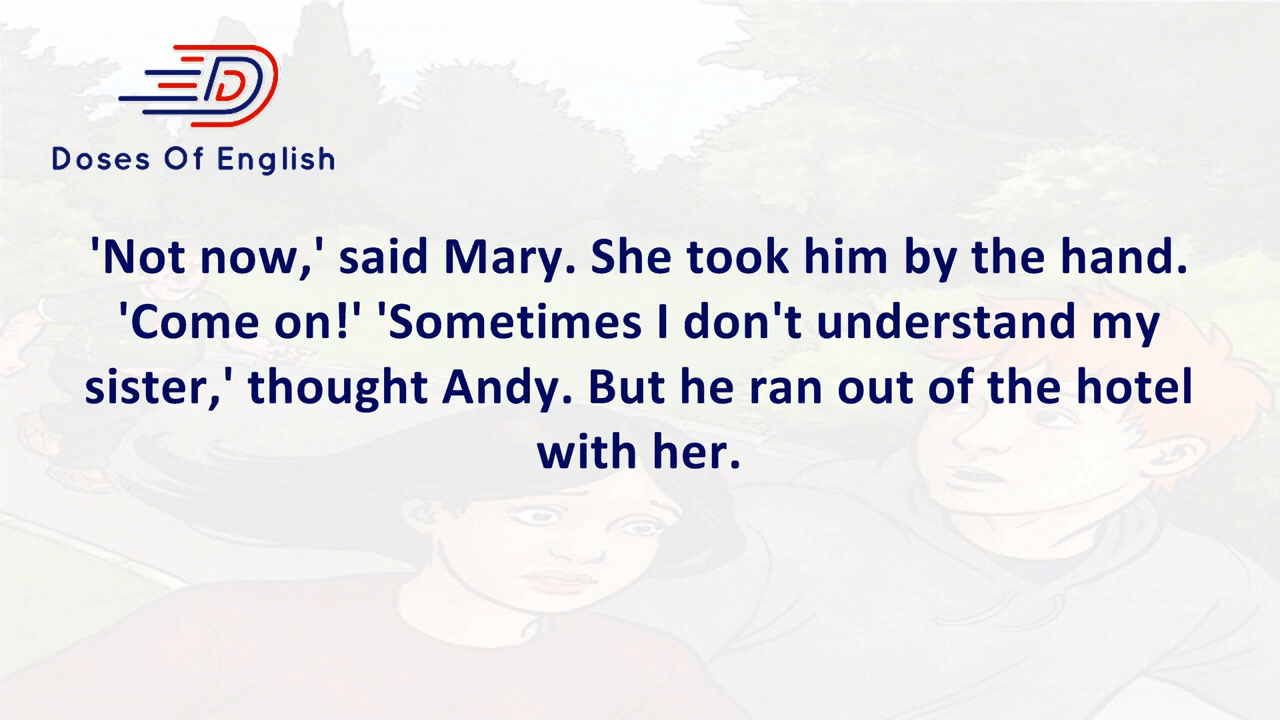 Doses Of English
'Not now,' said Mary. She took him by the hand.
'Come on!' 'Sometimes I don't understand my
sister,' thought Andy. But he ran out of the hotel
with her.